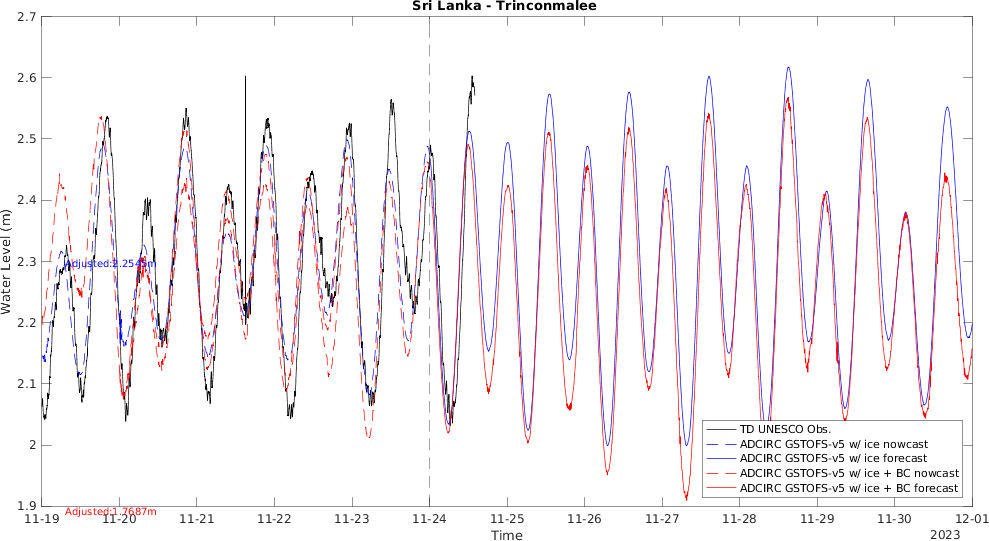 Sri Lanka - Trinconmalee
2.7
2.6
2.5
2.4
2.3
2.2
2.1
2
1.9
Water Level (m)
Adjusted:2.2545m
Adjusted:1.7687m
TD UNESCO Obs.
ADCIRC GSTOFS-v5 w/ ice nowcast
ADCIRC GSTOFS-v5 w/ ice forecast
ADCIRC GSTOFS-v5 w/ ice + BC nowcast
ADCIRC GSTOFS-v5 w/ ice + BC forecast
11-19 11-20 11-21 11-22 11-23 11-24 11-25 11-26 11-27 11-28 11-29 11-30 12-01
Time
2023